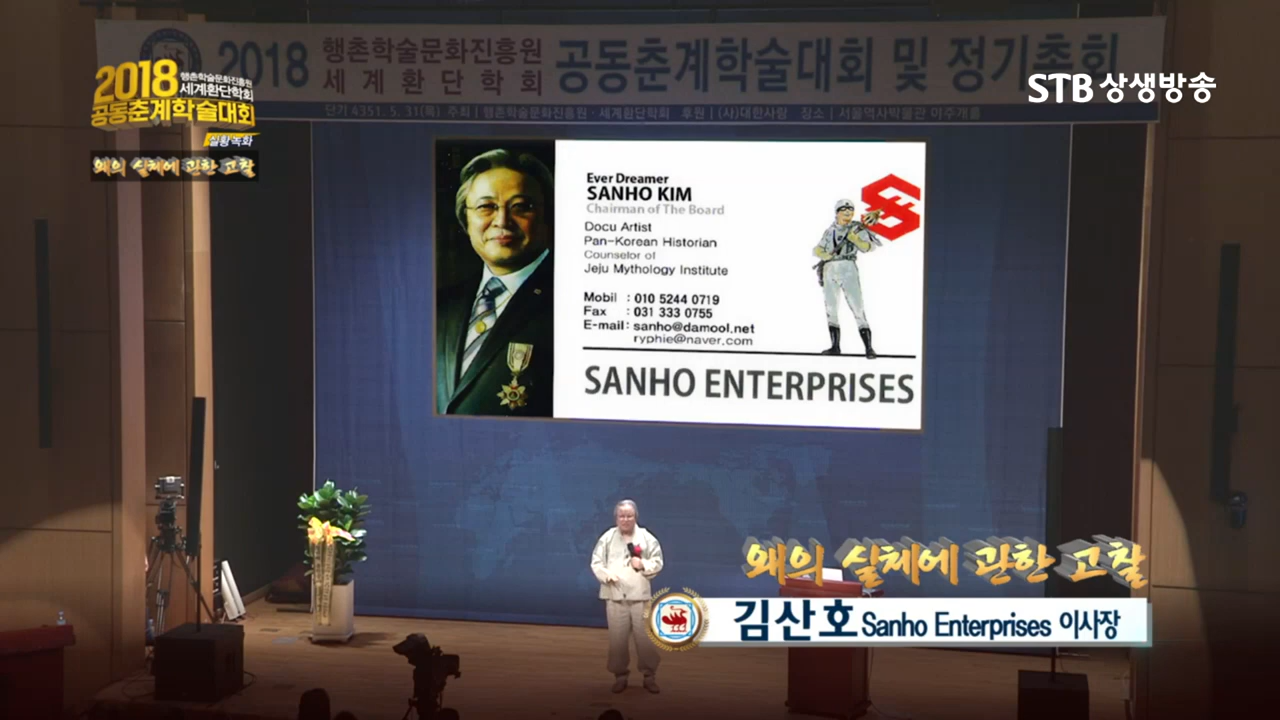 2018 행촌학술문화진흥원
세계환단학회
공동춘계학술대회 및 정기총회
단기 4351. 5. 31(목) 주최 | 행촌학술문화진흥원 · 세계환단학회 후원 | (사)대한사랑 장소 | 서울역사박물관 야주개홀
2018 행촌학술문화진흥원
세계환단학회
공동춘계학술대회
실황녹화
왜의 실체에 관한 고찰
STB 상생방송
Ever Dreamer
SANHO KIM
Chairman of The Board
Docu Artist
Pan-Korean Historian
Counselor of
Jeju Mythology Institute
Mobil : 010 5244 0719
Fax : 031 333 0755
E-mail : sanho@damool.net
ryphie@naver.com
SANHO ENTERPRISES
왜의 실체에 관한 고찰
김산호 Sanho Enterprises 이사장